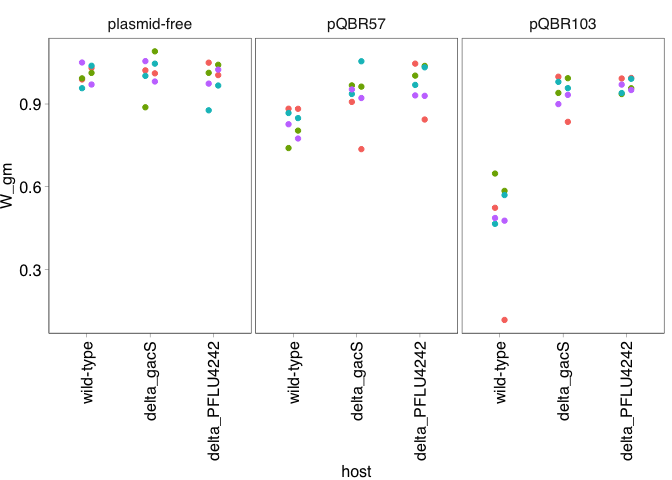 plasmid-free pQBR57 pQBR103
W_gm
0.9
0.6
0.3
wild-type delta_gacS delta_PFLU4242 wild-type delta_gacS delta_PFLU4242 wild-type delta_gacS delta_PFLU4242
host